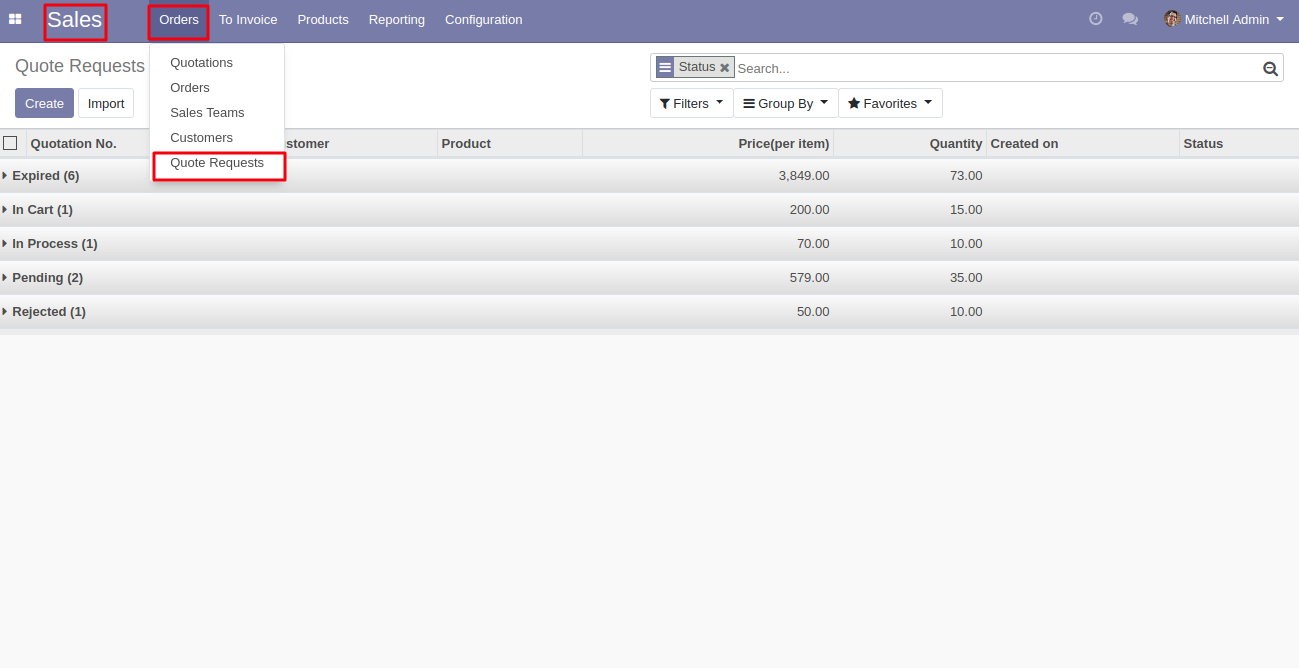 Sales Orders To Invoice Products Reporting Configuration Mitchell Admin
Quote Requests
Status Search...
Create Import
Filters Group By Favorites
Quotations
Orders
Sales Teams
Customers
Quote Requests
Quotation No. stomer Product Price(per item) Quantity Created on Status
Expired (6) 3,849.00 73.00
In Cart (1) 200.00 15.00
In Process (1) 70.00 10.00
Pending (2) 579.00 35.00
Rejected (1) 50.00 10.00